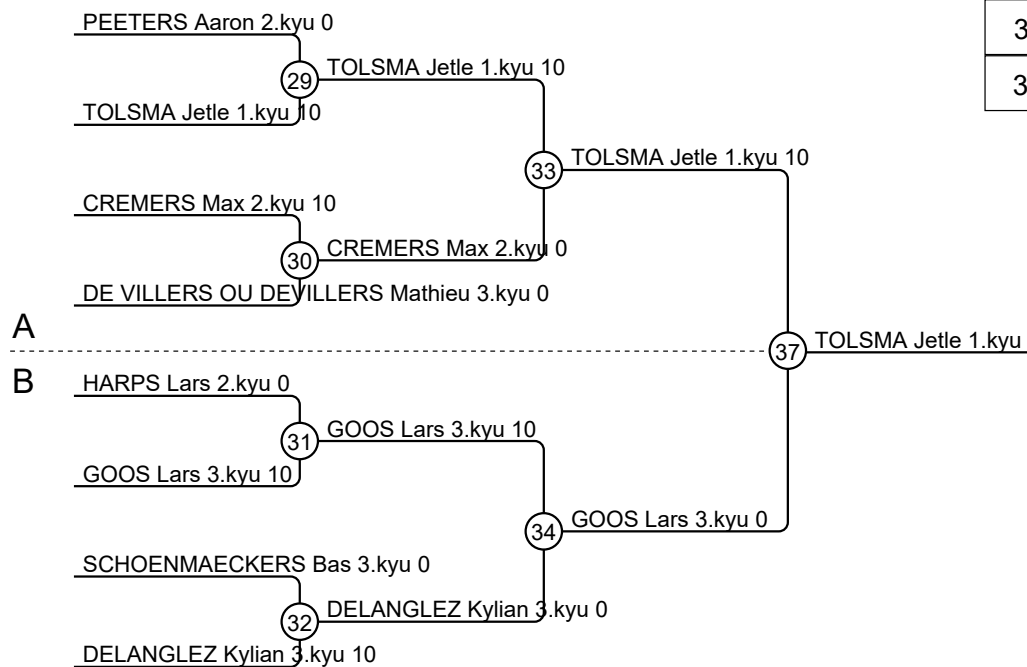 PEETERS Aaron 2.kyu 0
3
29
TOLSMA Jetle 1.kyu 10
3
TOLSMA Jetle 1.kyu 10
33
TOLSMA Jetle 1.kyu 10
CREMERS Max 2.kyu 10
30
CREMERS Max 2.kyu 0
DE VILLERS OU DEVILLERS Mathieu 3.kyu 0
A
37
TOLSMA Jetle 1.kyu
B
HARPS Lars 2.kyu 0
31
GOOS Lars 3.kyu 10
GOOS Lars 3.kyu 10
34
GOOS Lars 3.kyu 0
SCHOENMAECKERS Bas 3.kyu 0
32
DELANGLEZ Kylian 3.kyu 0
DELANGLEZ Kylian 3.kyu 10